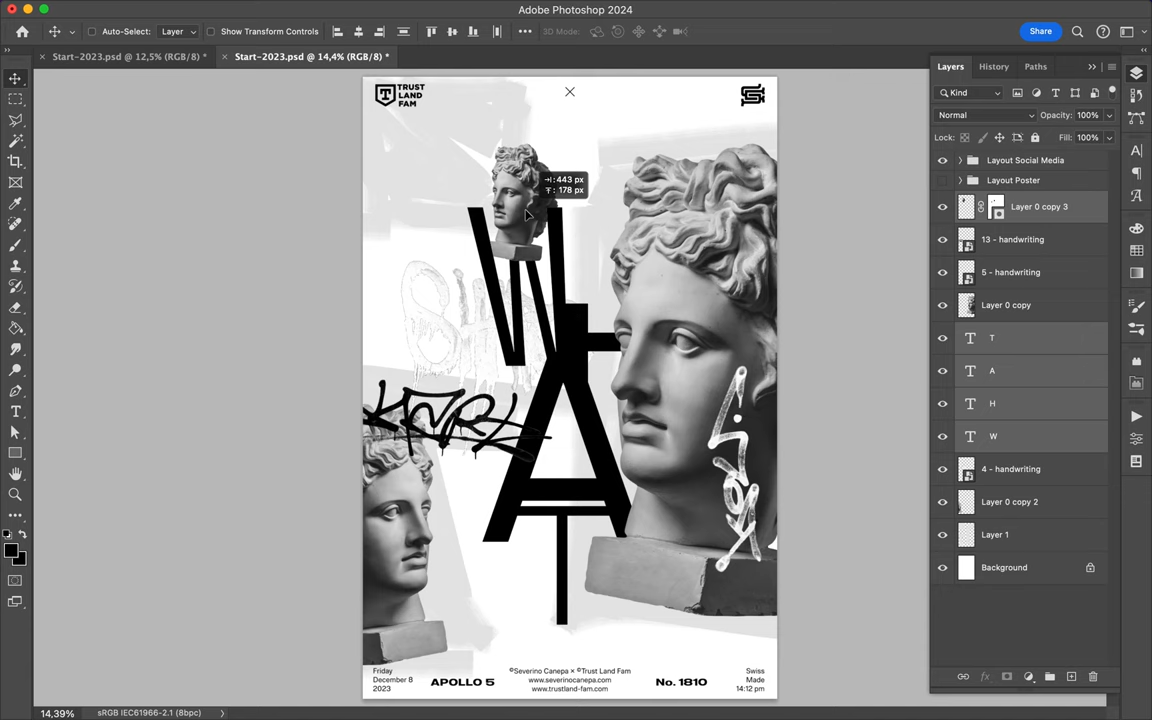 Adobe Photoshop 2024
Auto-Select: Layer Show Transform Controls 3D Mode: Share
Start-2023.psd @ 12,5% (RGB/8) *
Start-2023.psd @ 14,4% (RGB/8) *
TRUST
LAND
FAM
443 px
178 px
W
H
A
T
Friday
December 8
2023
APOLLO 5
©Severino Canepa × ©Trust Land Fam
www.severinocanepa.com
www.trustland-fam.com
No. 1810
Swiss
Made
14:12 pm
Layers History Paths
Kind
Normal Opacity: 100%
Lock: Fill: 100%
Layout Social Media
Layout Poster
Layer 0 copy 3
13 - handwriting
5 - handwriting
Layer 0 copy
T
A
H
W
4 - handwriting
Layer 0 copy 2
Layer 1
Background
14,39% sRGB IEC61966-2.1 (8bpc)